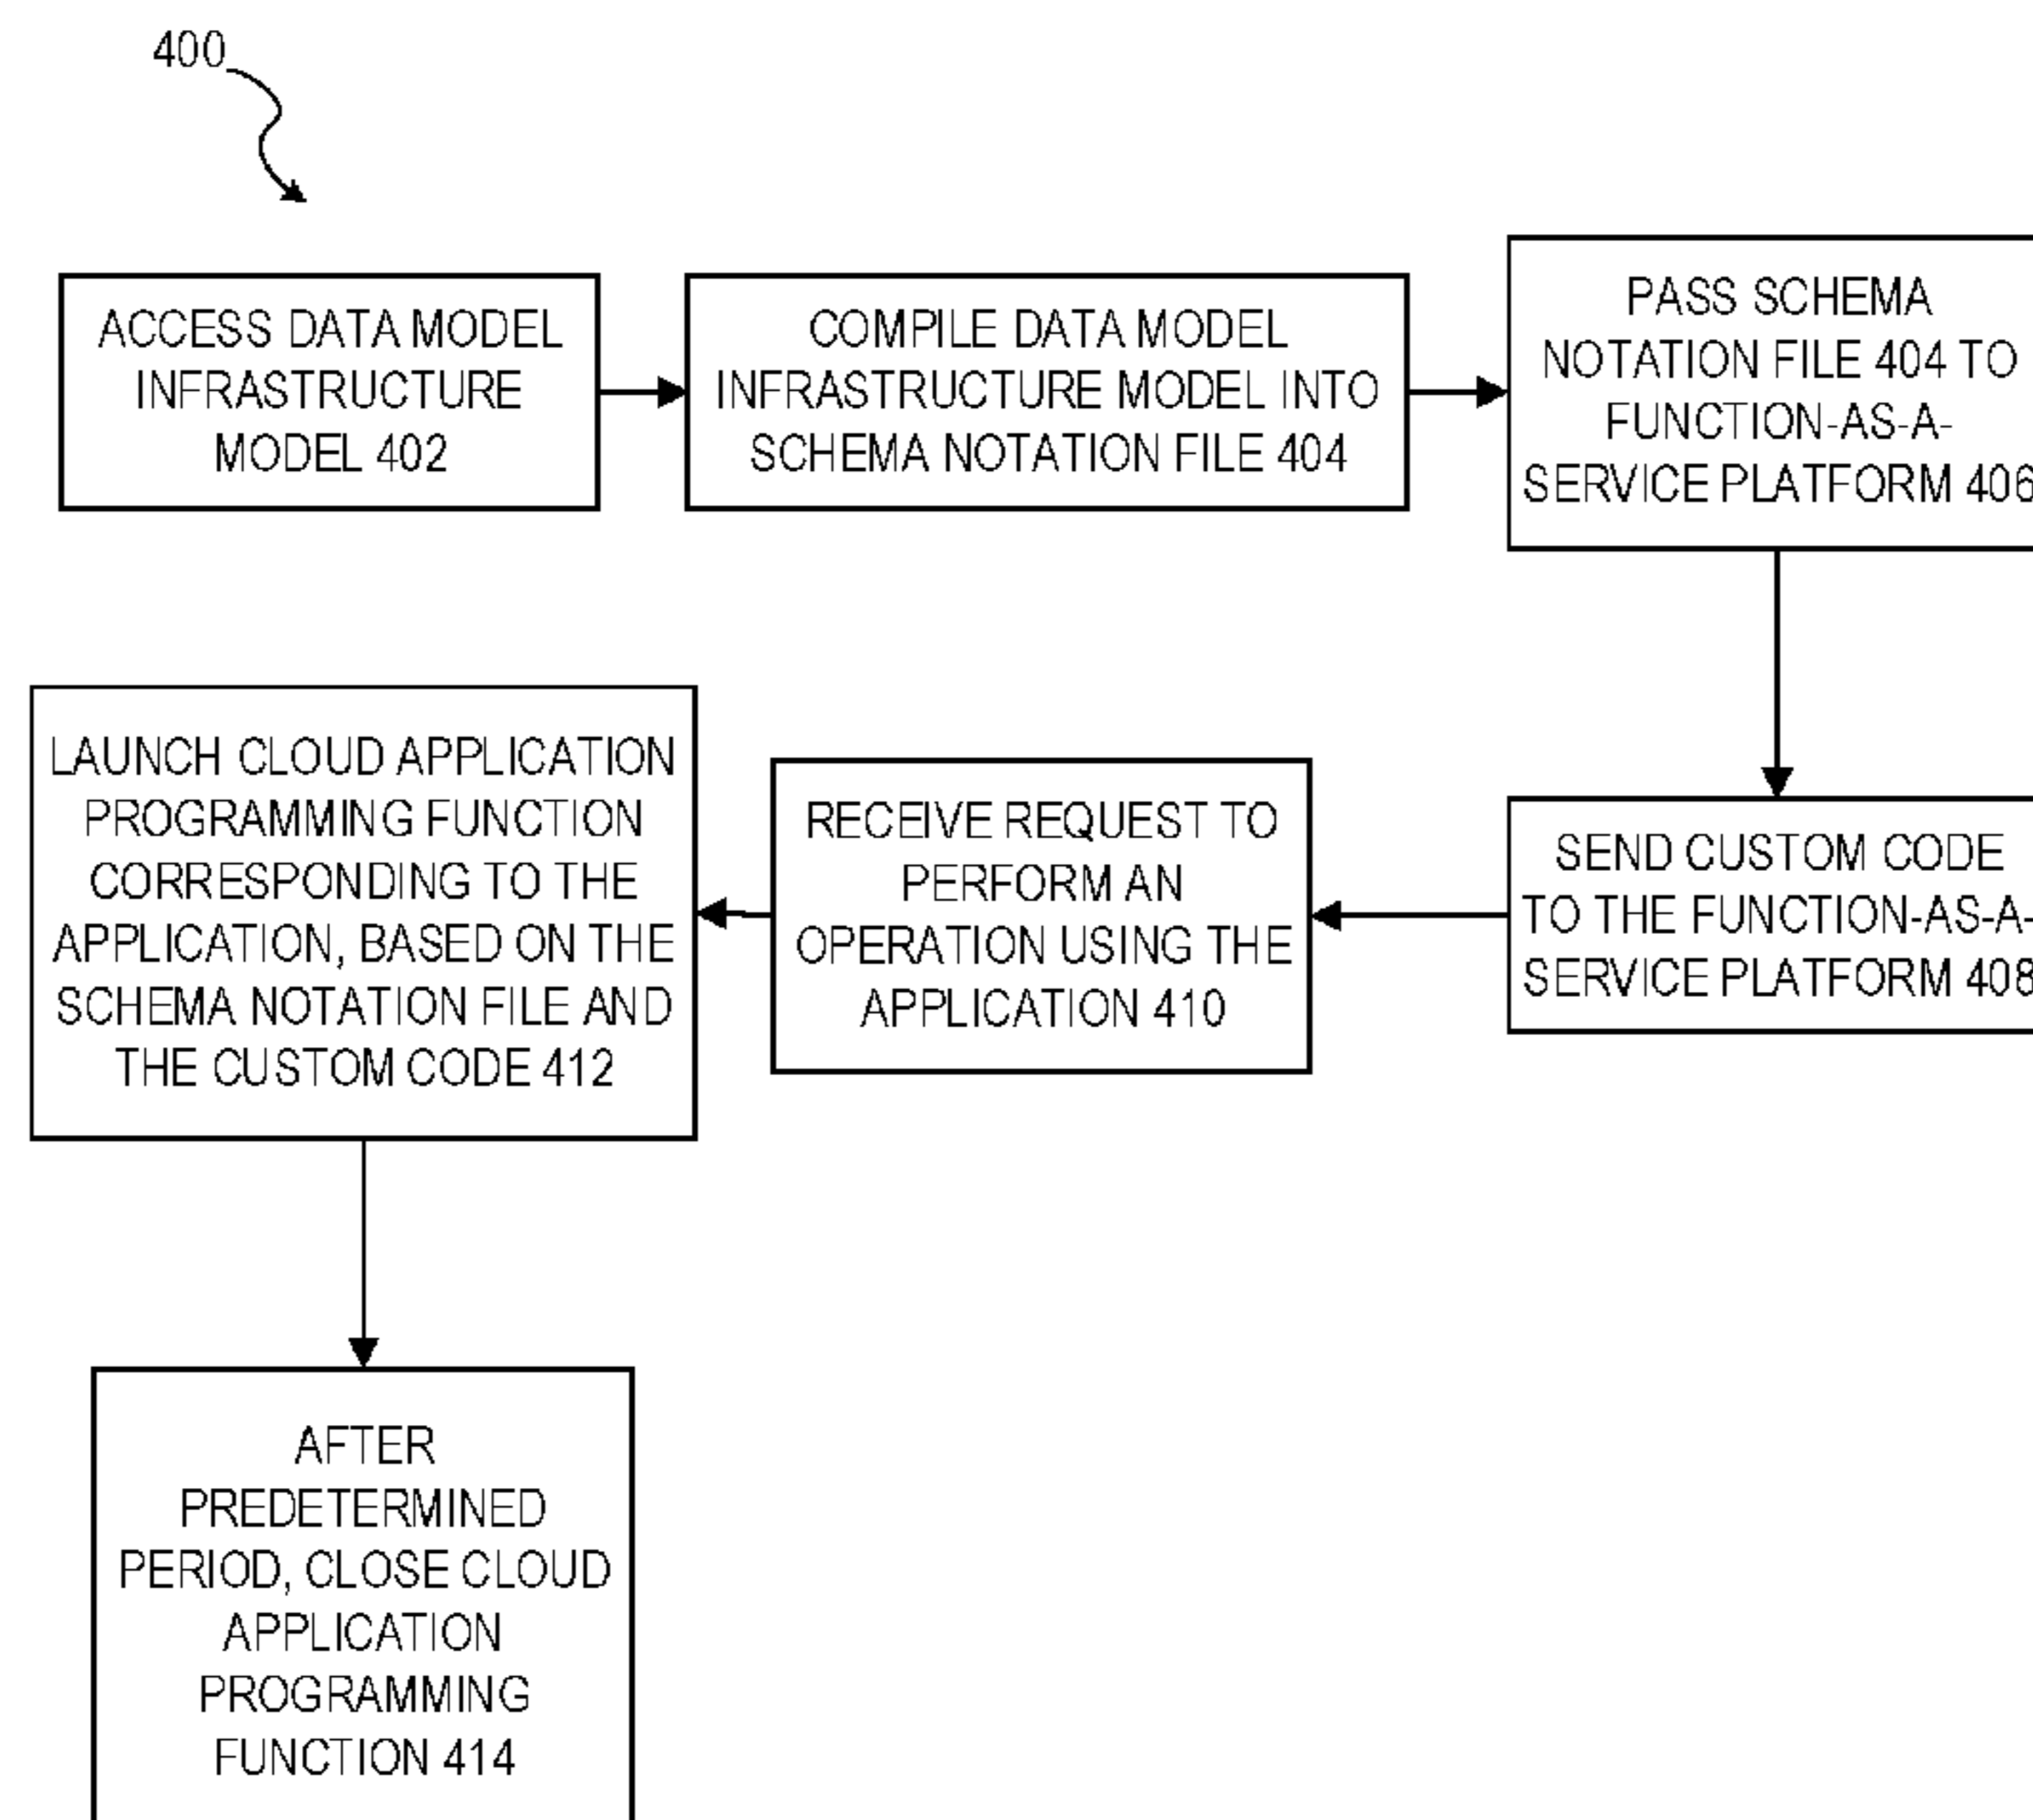 400
ACCESS DATA MODEL
INFRASTRUCTURE
MODEL 402
COMPILE DATA MODEL
INFRASTRUCTURE MODEL INTO
SCHEMA NOTATION FILE 404
PASS SCHEMA
NOTATION FILE 404 TO
FUNCTION-AS-A-
SERVICE PLATFORM 406
SEND CUSTOM CODE
TO THE FUNCTION-AS-A-
SERVICE PLATFORM 408
RECEIVE REQUEST TO
PERFORM AN
OPERATION USING THE
APPLICATION 410
LAUNCH CLOUD APPLICATION
PROGRAMMING FUNCTION
CORRESPONDING TO THE
APPLICATION, BASED ON THE
SCHEMA NOTATION FILE AND
THE CUSTOM CODE 412
AFTER
PREDETERMINED
PERIOD, CLOSE CLOUD
APPLICATION
PROGRAMMING
FUNCTION 414